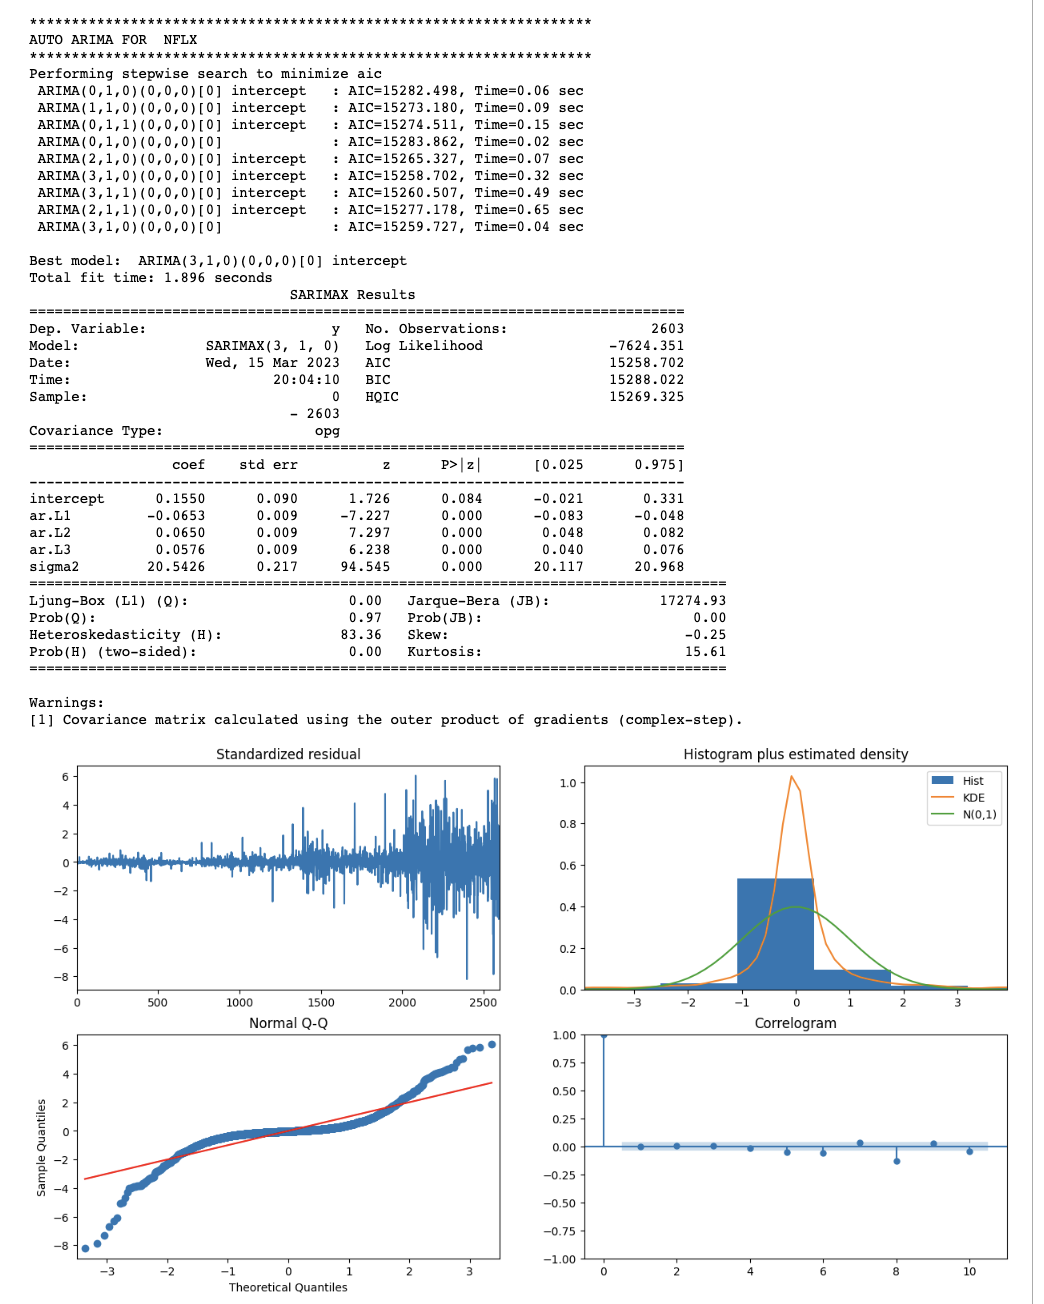 *******************************************************************
AUTO ARIMA FOR  NFLX
*******************************************************************
Performing stepwise search to minimize aic
 ARIMA(0,1,0)(0,0,0)[0] intercept   : AIC=15282.498, Time=0.06 sec
 ARIMA(1,1,0)(0,0,0)[0] intercept   : AIC=15273.180, Time=0.09 sec
 ARIMA(0,1,1)(0,0,0)[0] intercept   : AIC=15274.511, Time=0.15 sec
 ARIMA(0,1,0)(0,0,0)[0]             : AIC=15283.862, Time=0.02 sec
 ARIMA(2,1,0)(0,0,0)[0] intercept   : AIC=15265.327, Time=0.07 sec
 ARIMA(3,1,0)(0,0,0)[0] intercept   : AIC=15258.702, Time=0.32 sec
 ARIMA(3,1,1)(0,0,0)[0] intercept   : AIC=15260.507, Time=0.49 sec
 ARIMA(2,1,1)(0,0,0)[0] intercept   : AIC=15277.178, Time=0.65 sec
 ARIMA(3,1,0)(0,0,0)[0]             : AIC=15259.727, Time=0.04 sec
Best model:  ARIMA(3,1,0)(0,0,0)[0] intercept
Total fit time: 1.896 seconds
                               SARIMAX Results
==============================================================================
Dep. Variable:                      y   No. Observations:                 2603
Model:               SARIMAX(3, 1, 0)   Log Likelihood               -7624.351
Date:                Wed, 15 Mar 2023   AIC                          15258.702
Time:                        20:04:10   BIC                          15288.022
Sample:                             0   HQIC                         15269.325
                               - 2603
Covariance Type:                  opg
==============================================================================
                 coef    std err          z      P>|z|      [0.025      0.975]
------------------------------------------------------------------------------
intercept      0.1550      0.090      1.726      0.084      -0.021       0.331
ar.L1         -0.0653      0.009     -7.227      0.000      -0.083      -0.048
ar.L2          0.0650      0.009      7.297      0.000       0.048       0.082
ar.L3          0.0576      0.009      6.238      0.000       0.040       0.076
sigma2        20.5426      0.217     94.545      0.000      20.117      20.968
===================================================================================
Ljung-Box (L1) (Q):                   0.00   Jarque-Bera (JB):             17274.93
Prob(Q):                              0.97   Prob(JB):                         0.00
Heteroskedasticity (H):              83.36   Skew:                            -0.25
Prob(H) (two-sided):                  0.00   Kurtosis:                        15.61
===================================================================================
Warnings:
[1] Covariance matrix calculated using the outer product of gradients (complex-step).
Standardized residual
6
4
2
0
−2
−4
−6
−8
0 500 1000 1500 2000 2500
Histogram plus estimated density
Hist
KDE
N(0,1)
1.0
0.8
0.6
0.4
0.2
0.0
−3 −2 −1 0 1 2 3
Normal Q-Q
Sample Quantiles
6
4
2
0
−2
−4
−6
−8
−3 −2 −1 0 1 2 3
Theoretical Quantiles
Correlogram
1.00
0.75
0.50
0.25
0.00
−0.25
−0.50
−0.75
−1.00
0 2 4 6 8 10